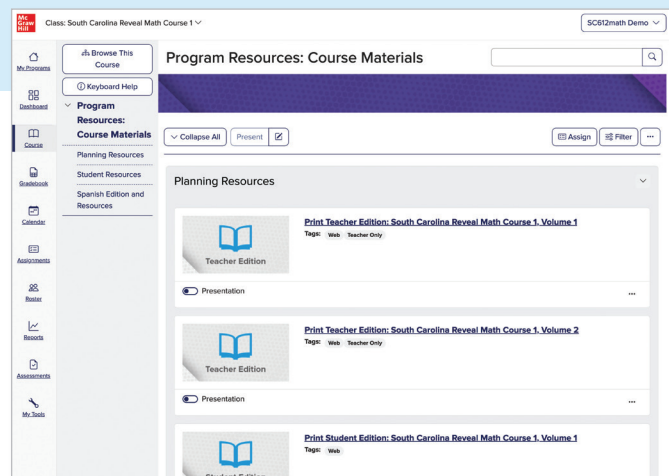 Mc
Graw
Hill
Class: South Carolina Reveal Math Course 1
SC612math Demo
My Programs
Dashboard
Course
Gradebook
Calendar
Assignments
Roster
Reports
Assessments
My Tools
Browse This
Course
Keyboard Help
Program
Resources:
Course Materials
Planning Resources
Student Resources
Spanish Edition and
Resources
Program Resources: Course Materials
Collapse All
Present
Assign
Filter
...
Planning Resources
Teacher Edition
Print Teacher Edition: South Carolina Reveal Math Course 1, Volume 1
Tags: Web Teacher Only
Presentation
...
Teacher Edition
Print Teacher Edition: South Carolina Reveal Math Course 1, Volume 2
Tags: Web Teacher Only
Presentation
...
Student Edition
Print Student Edition: South Carolina Reveal Math Course 1, Volume 1
Tags: Web